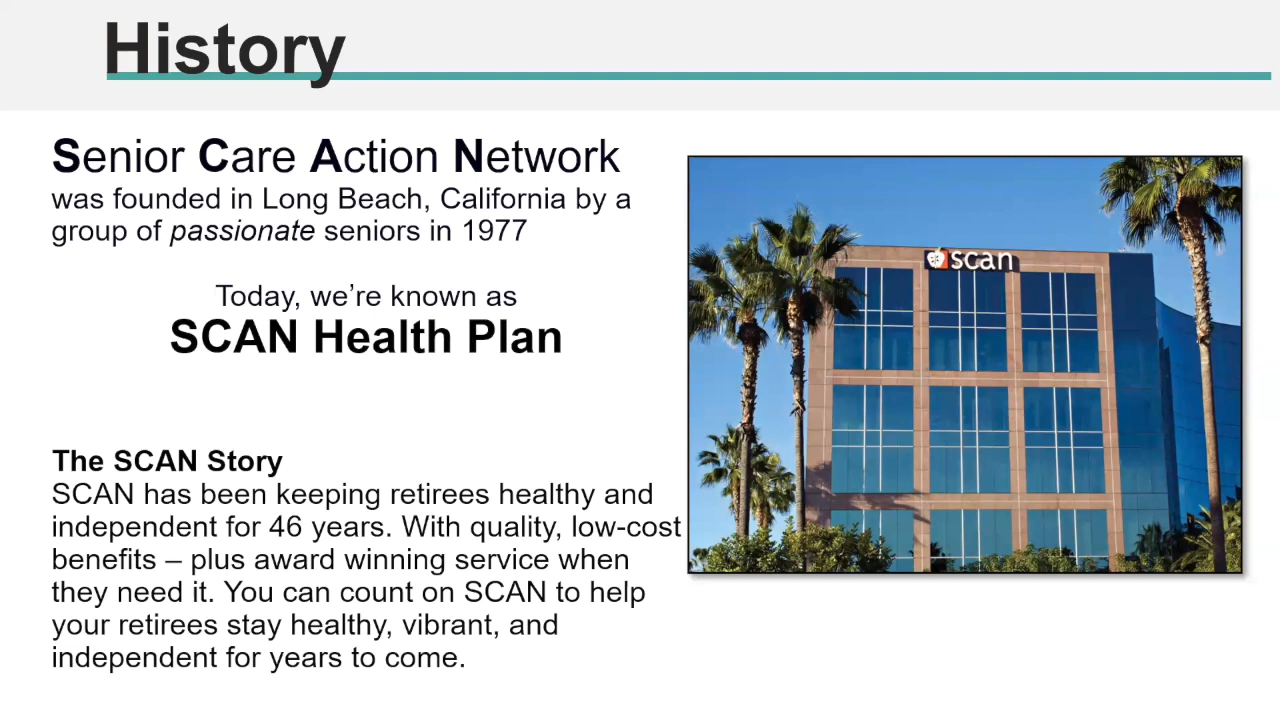 History
Senior Care Action Network
was founded in Long Beach, California by a
group of passionate seniors in 1977
Today, we’re known as
SCAN Health Plan
scan
The SCAN Story
SCAN has been keeping retirees healthy and
independent for 46 years. With quality, low-cost
benefits – plus award winning service when
they need it. You can count on SCAN to help
your retirees stay healthy, vibrant, and
independent for years to come.